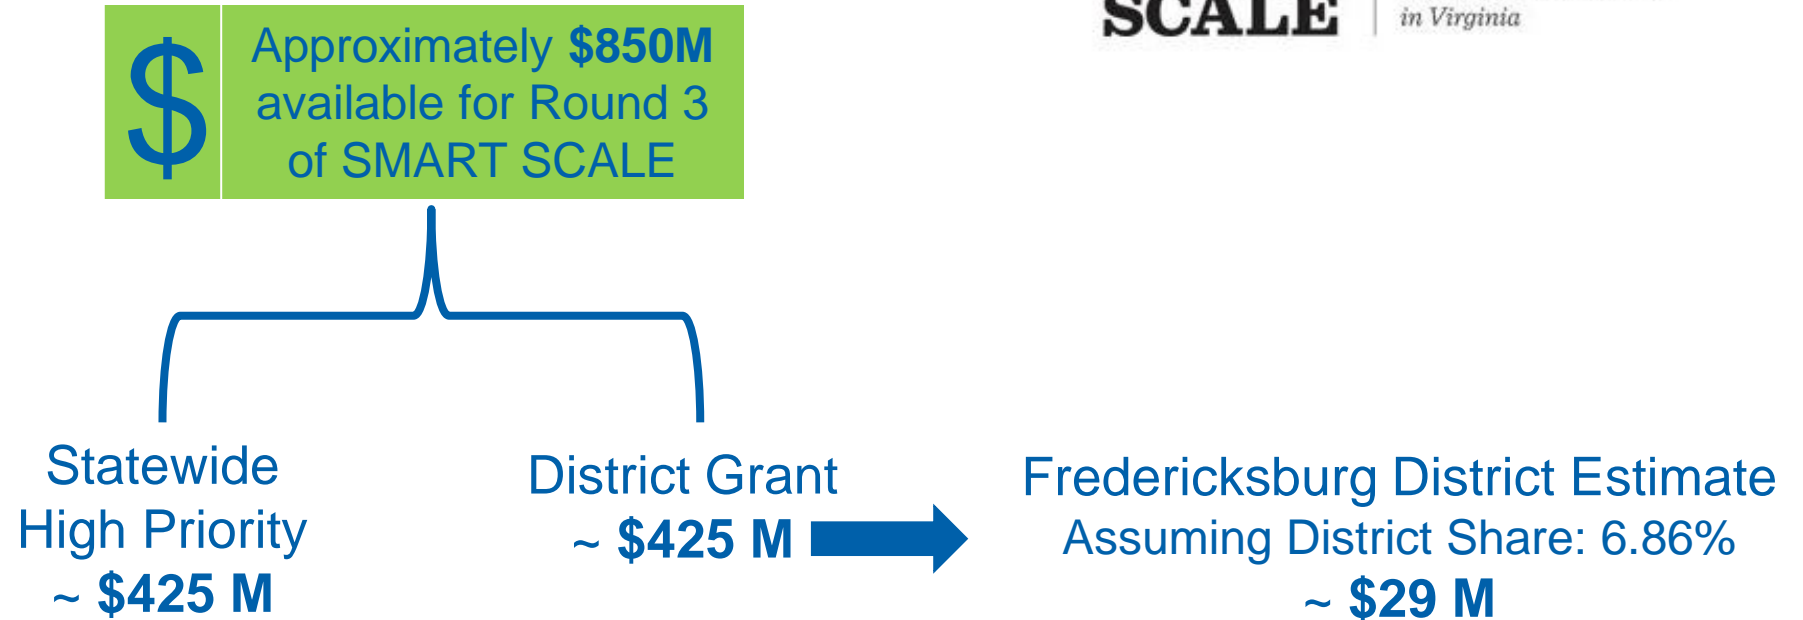 SCALE
in Virginia
$
Approximately $850M
available for Round 3
of SMART SCALE
Statewide
High Priority
~ $425 M
District Grant
~ $425 M
Fredericksburg District Estimate
Assuming District Share: 6.86%
~ $29 M